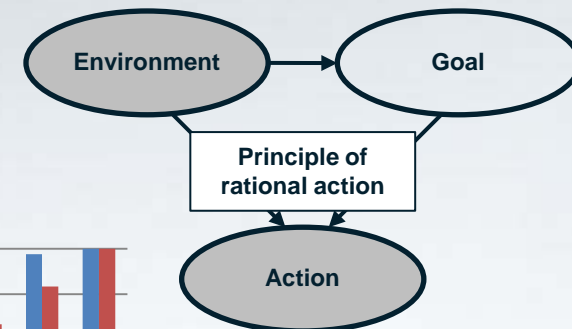 Environment
Goal
Principle of
rational action
Action